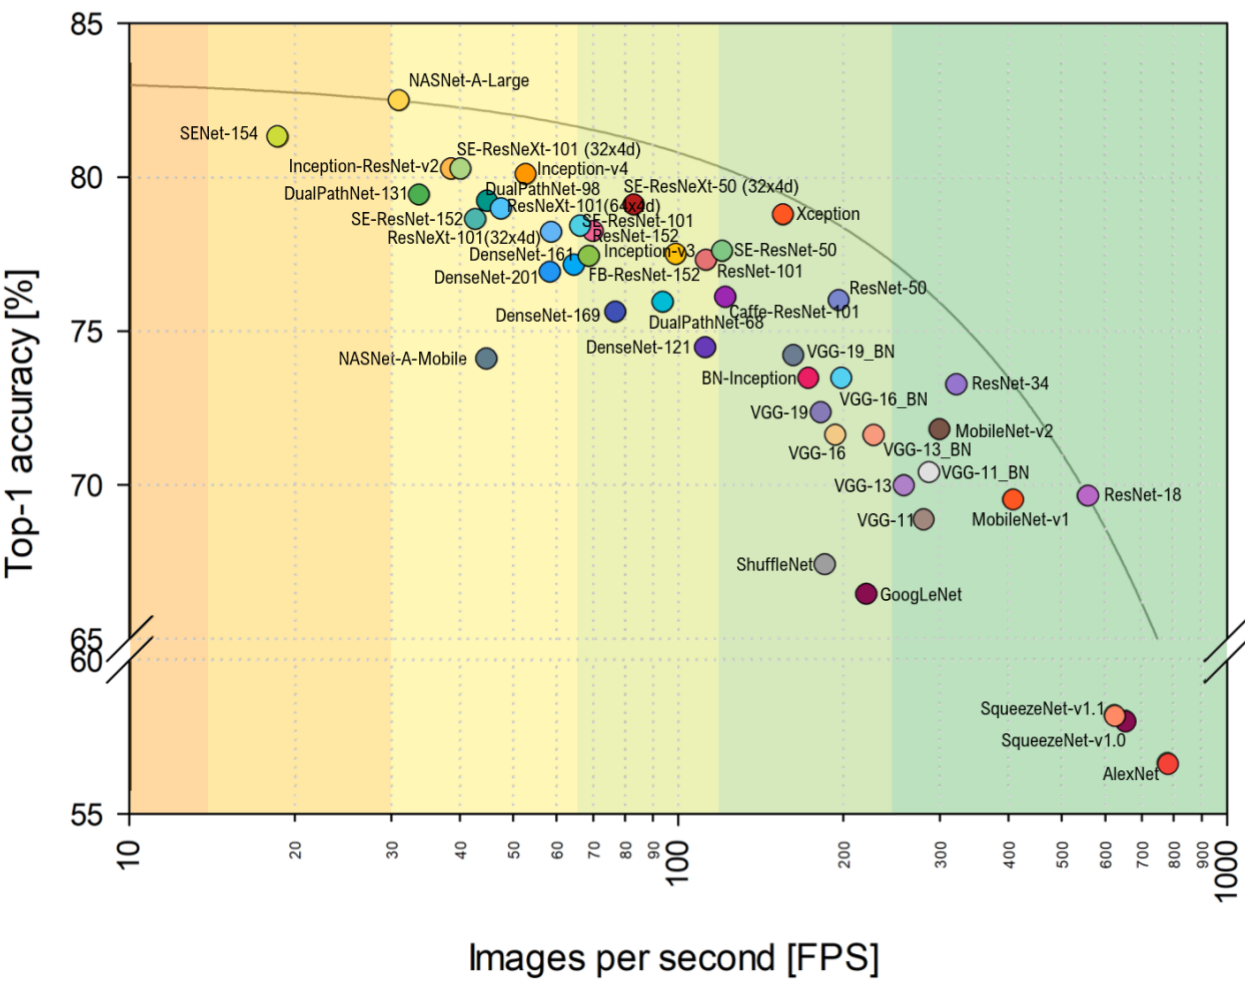 85
NASNet-A-Large
SENet-154
SE-ResNeXt-101 (32x4d)
Inception-ResNet-v2
Inception-v4
80
DualPathNet-131
DualPathNet-98
SE-ResNeXt-50 (32x4d)
ResNeXt-101(64x4d)
Xception
SE-ResNet-152
SE-ResNet-101
ResNeXt-101(32x4d)
ResNet-152
DenseNet-161
Inception-v3
SE-ResNet-50
DenseNet-201
FB-ResNet-152
ResNet-101
ResNet-50
DenseNet-169
Caffe-ResNet-101
DualPathNet-68
75
DenseNet-121
VGG-19_BN
NASNet-A-Mobile
BN-Inception
ResNet-34
VGG-16_BN
VGG-19
MobileNet-v2
VGG-16
VGG-13_BN
VGG-11_BN
70
VGG-13
ResNet-18
VGG-11
MobileNet-v1
ShuffleNet
GoogLeNet
65
60
SqueezeNet-v1.1
SqueezeNet-v1.0
AlexNet
55
Top-1 accuracy [%]
10
20
30
40
50
60
70
80
90
100
200
300
400
500
600
700
800
900
1000
Images per second [FPS]